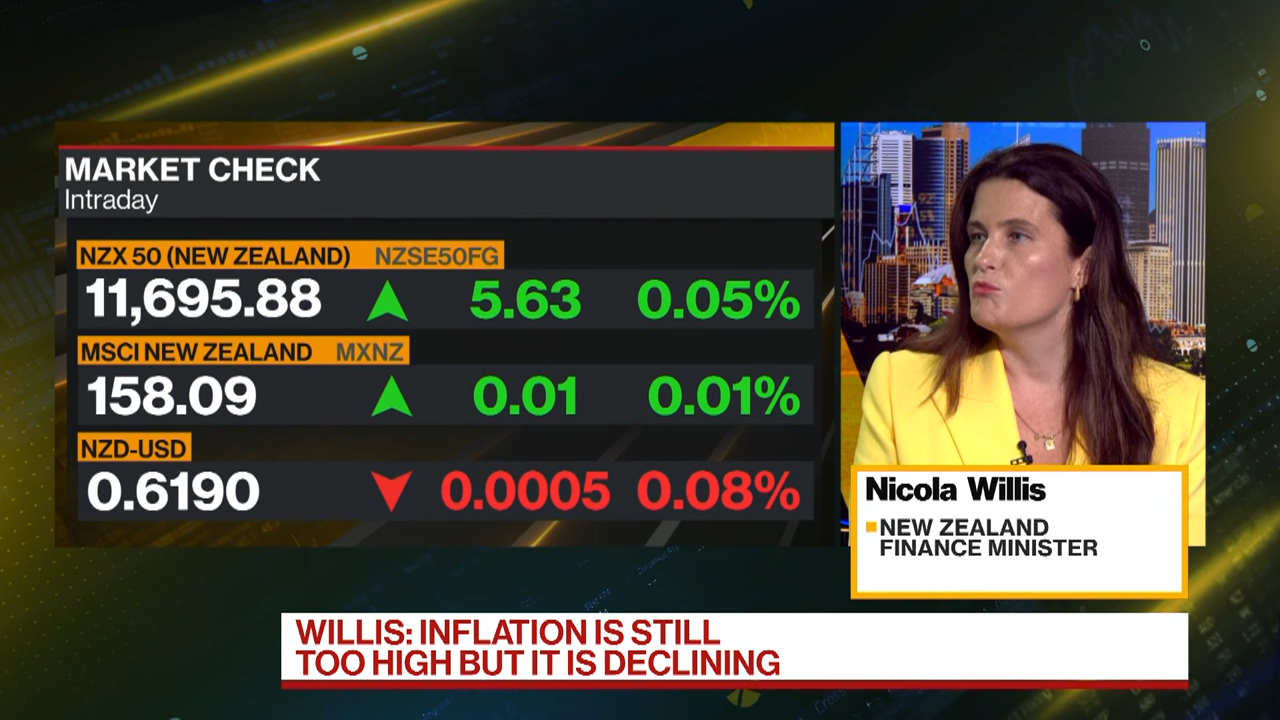 MARKET CHECK
Intraday
NZX 50 (NEW ZEALAND) NZSE50FG
11,695.88 5.63 0.05%
MSCI NEW ZEALAND MXNZ
158.09 0.01 0.01%
NZD-USD
0.6190 0.0005 0.08%
Nicola Willis
NEW ZEALAND
FINANCE MINISTER
WILLIS: INFLATION IS STILL
TOO HIGH BUT IT IS DECLINING